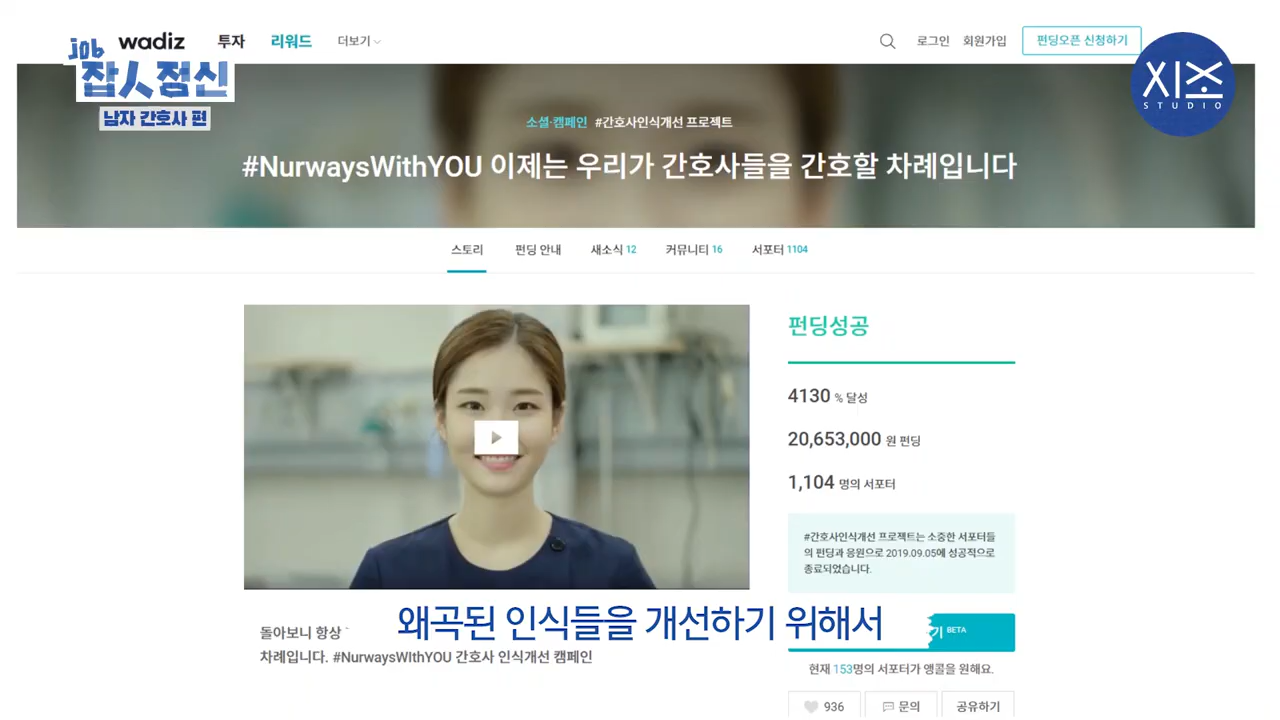 wadiz 투자 리워드 더보기 로그인 회원가입 펀딩오픈 신청하기
job
잡人정신
남자 간호사 편
지조
STUDIO
소셜·캠페인 #간호사인식개선 프로젝트
#NurwaysWithYOU 이제는 우리가 간호사들을 간호할 차례입니다
스토리 펀딩 안내 새소식 12 커뮤니티 16 서포터 1104
펀딩성공
4130 % 달성
20,653,000 원 펀딩
1,104 명의 서포터
#간호사인식개선 프로젝트는 소중한 서포터들
의 펀딩과 응원으로 2019.09.05에 성공적으로
종료되었습니다.
돌아보니 항상
차례입니다. #NurwaysWIthYOU 간호사 인식개선 캠페인
왜곡된 인식들을 개선하기 위해서
기 BETA
현재 153명의 서포터가 앵콜을 원해요.
936 문의 공유하기